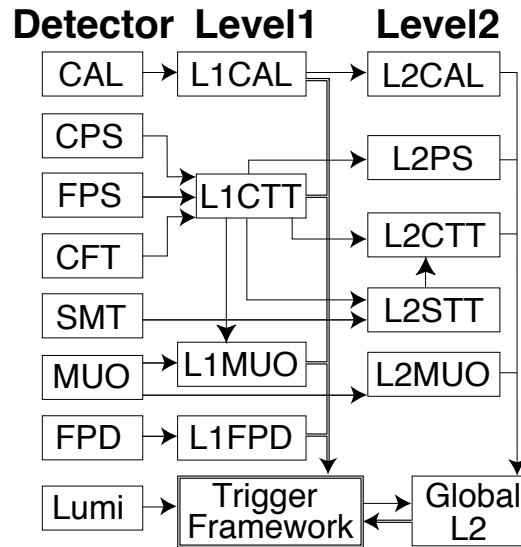 Detector Level1 Level2
CAL L1CAL L2CAL
CPS
L2PS
FPS L1CTT
CFT L2CTT
SMT L2STT
MUO L1MUO L2MUO
FPD L1FPD
Lumi Trigger Framework Global L2